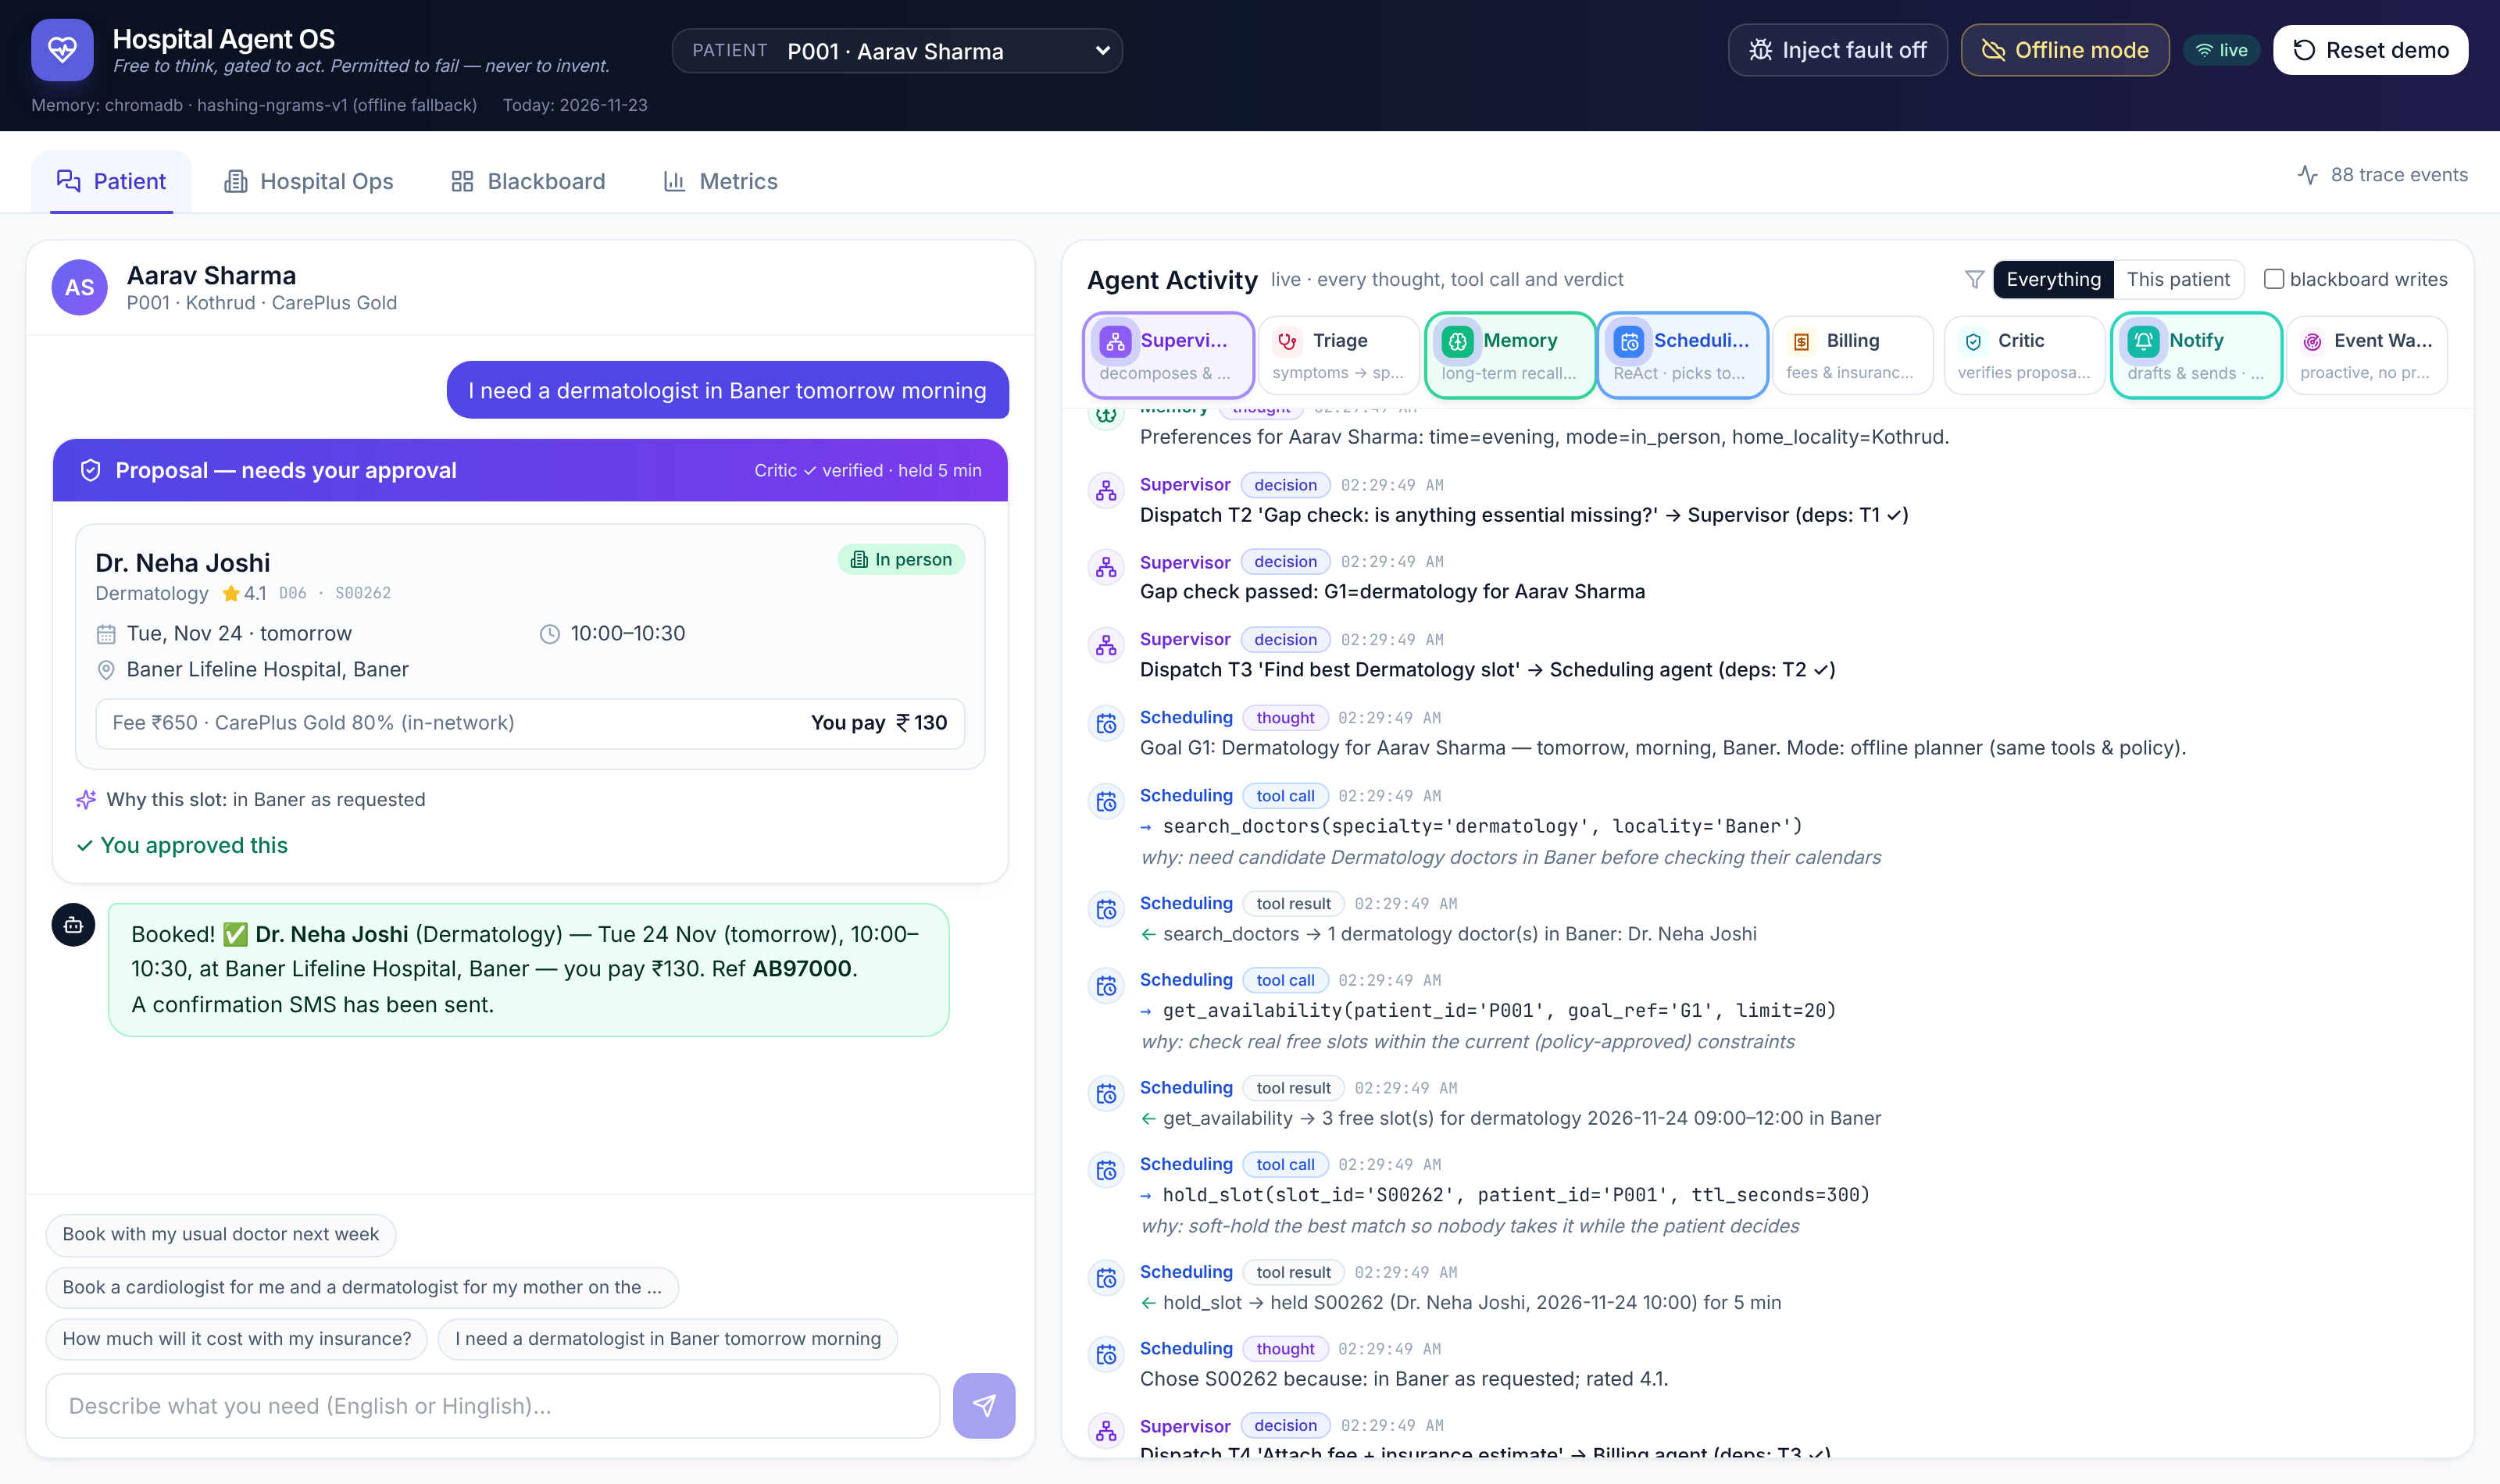 Hospital Agent OS
Free to think, gated to act. Permitted to fail — never to invent.
PATIENT P001 · Aarav Sharma
Inject fault off
Offline mode
live
Reset demo
Memory: chromadb · hashing-ngrams-v1 (offline fallback) Today: 2026-11-23
Patient
Hospital Ops
Blackboard
Metrics
88 trace events
AS
Aarav Sharma
P001 · Kothrud · CarePlus Gold
I need a dermatologist in Baner tomorrow morning
Proposal — needs your approval
Critic ✓ verified · held 5 min
Dr. Neha Joshi
In person
Dermatology ⭐ 4.1 D06 · S00262
Tue, Nov 24 · tomorrow
10:00–10:30
Baner Lifeline Hospital, Baner
Fee ₹650 · CarePlus Gold 80% (in-network)
You pay ₹130
Why this slot: in Baner as requested
✓ You approved this
Booked! ✅ Dr. Neha Joshi (Dermatology) — Tue 24 Nov (tomorrow), 10:00–
10:30, at Baner Lifeline Hospital, Baner — you pay ₹130. Ref AB97000.
A confirmation SMS has been sent.
Book with my usual doctor next week
Book a cardiologist for me and a dermatologist for my mother on the ...
How much will it cost with my insurance?
I need a dermatologist in Baner tomorrow morning
Describe what you need (English or Hinglish)...
Agent Activity live · every thought, tool call and verdict
Everything
This patient
blackboard writes
Supervi...
decomposes & ...
Triage
symptoms → sp...
Memory
long-term recall...
Scheduli...
ReAct · picks to...
Billing
fees & insuranc...
Critic
verifies proposa...
Notify
drafts & sends · ...
Event Wa...
proactive, no pr...
Memory thought 02:29:49 AM
Preferences for Aarav Sharma: time=evening, mode=in_person, home_locality=Kothrud.
Supervisor decision 02:29:49 AM
Dispatch T2 'Gap check: is anything essential missing?' → Supervisor (deps: T1 ✓)
Supervisor decision 02:29:49 AM
Gap check passed: G1=dermatology for Aarav Sharma
Supervisor decision 02:29:49 AM
Dispatch T3 'Find best Dermatology slot' → Scheduling agent (deps: T2 ✓)
Scheduling thought 02:29:49 AM
Goal G1: Dermatology for Aarav Sharma — tomorrow, morning, Baner. Mode: offline planner (same tools & policy).
Scheduling tool call 02:29:49 AM
→ search_doctors(specialty='dermatology', locality='Baner')
why: need candidate Dermatology doctors in Baner before checking their calendars
Scheduling tool result 02:29:49 AM
← search_doctors → 1 dermatology doctor(s) in Baner: Dr. Neha Joshi
Scheduling tool call 02:29:49 AM
→ get_availability(patient_id='P001', goal_ref='G1', limit=20)
why: check real free slots within the current (policy-approved) constraints
Scheduling tool result 02:29:49 AM
← get_availability → 3 free slot(s) for dermatology 2026-11-24 09:00–12:00 in Baner
Scheduling tool call 02:29:49 AM
→ hold_slot(slot_id='S00262', patient_id='P001', ttl_seconds=300)
why: soft-hold the best match so nobody takes it while the patient decides
Scheduling tool result 02:29:49 AM
← hold_slot → held S00262 (Dr. Neha Joshi, 2026-11-24 10:00) for 5 min
Scheduling thought 02:29:49 AM
Chose S00262 because: in Baner as requested; rated 4.1.
Supervisor decision 02:29:49 AM
Dispatch T4 'Attach fee + insurance estimate' → Billing agent (deps: T3 ✓)